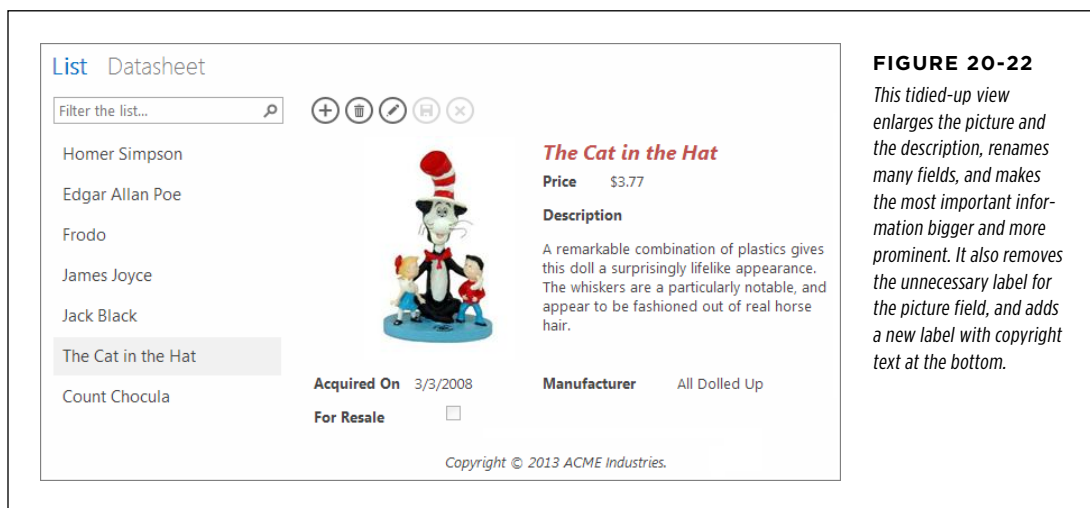 List Datasheet
Filter the list...
Homer Simpson
Edgar Allan Poe
Frodo
James Joyce
Jack Black
The Cat in the Hat
Count Chocula
The Cat in the Hat
Price $3.77
Description
A remarkable combination of plastics gives
this doll a surprisingly lifelike appearance.
The whiskers are a particularly notable, and
appear to be fashioned out of real horse
hair.
Acquired On 3/3/2008
Manufacturer All Dolled Up
For Resale
Copyright © 2013 ACME Industries.
FIGURE 20-22
This tidied-up view
enlarges the picture and
the description, renames
many fields, and makes
the most important infor-
mation bigger and more
prominent. It also removes
the unnecessary label for
the picture field, and adds
a new label with copyright
text at the bottom.